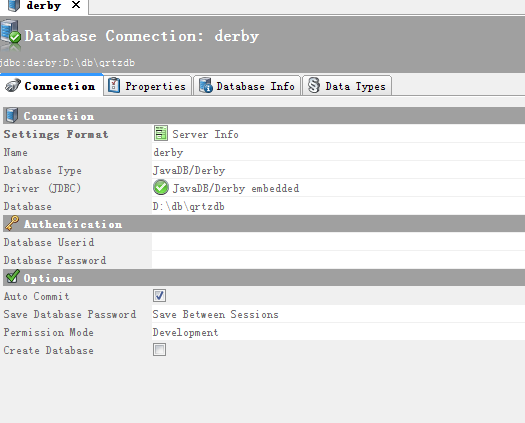 derby
Database Connection: derby
jdbc:derby:D:\db\qrtzdb
Connection Properties Database Info Data Types
Connection
Settings Format Server Info
Name derby
Database Type JavaDB/Derby
Driver (JDBC) JavaDB/Derby embedded
Database D:\db\qrtzdb
Authentication
Database Userid
Database Password
Options
Auto Commit
Save Database Password Save Between Sessions
Permission Mode Development
Create Database